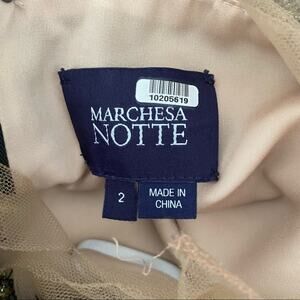 10205619
MARCHESA
NOTTE
2
MADE IN
CHINA